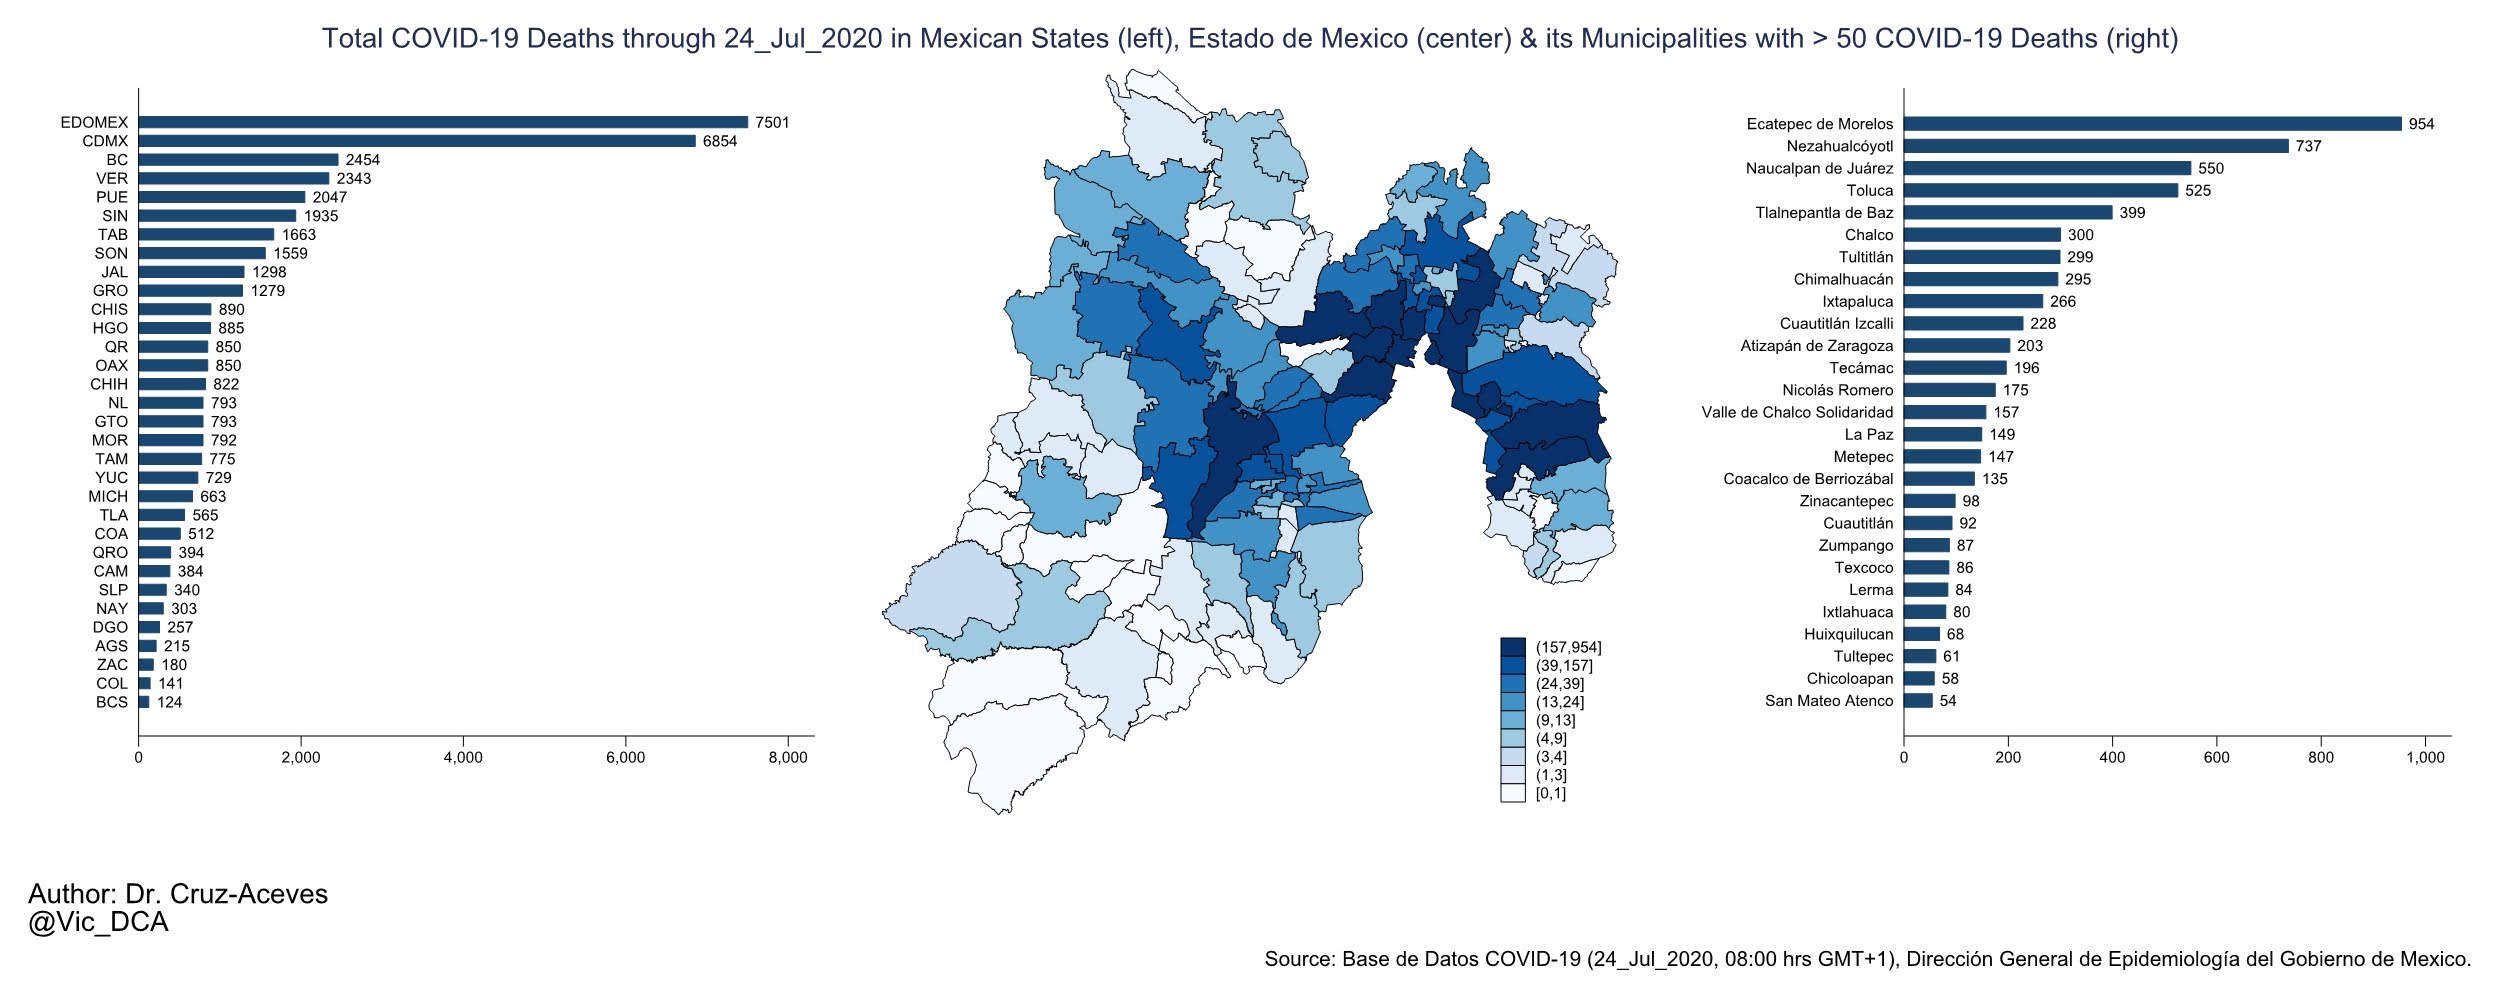 Total COVID-19 Deaths through 24_Jul_2020 in Mexican States (left), Estado de Mexico (center) & its Municipalities with > 50 COVID-19 Deaths (right)
EDOMEX 7501
CDMX 6854
BC 2454
VER 2343
PUE 2047
SIN 1935
TAB 1663
SON 1559
JAL 1298
GRO 1279
CHIS 890
HGO 885
QR 850
OAX 850
CHIH 822
NL 793
GTO 793
MOR 792
TAM 775
YUC 729
MICH 663
TLA 565
COA 512
QRO 394
CAM 384
SLP 340
NAY 303
DGO 257
AGS 215
ZAC 180
COL 141
BCS 124
0 2,000 4,000 6,000 8,000
(157,954]
(39,157]
(24,39]
(13,24]
(9,13]
(4,9]
(3,4]
(1,3]
[0,1]
Ecatepec de Morelos 954
Nezahualcóyotl 737
Naucalpan de Juárez 550
Toluca 525
Tlalnepantla de Baz 399
Chalco 300
Tultitlán 299
Chimalhuacán 295
Ixtapaluca 266
Cuautitlán Izcalli 228
Atizapán de Zaragoza 203
Tecámac 196
Nicolás Romero 175
Valle de Chalco Solidaridad 157
La Paz 149
Metepec 147
Coacalco de Berriozábal 135
Zinacantepec 98
Cuautitlán 92
Zumpango 87
Texcoco 86
Lerma 84
Ixtlahuaca 80
Huixquilucan 68
Tultepec 61
Chicoloapan 58
San Mateo Atenco 54
0 200 400 600 800 1,000
Author: Dr. Cruz-Aceves
@Vic_DCA
Source: Base de Datos COVID-19 (24_Jul_2020, 08:00 hrs GMT+1), Dirección General de Epidemiología del Gobierno de Mexico.